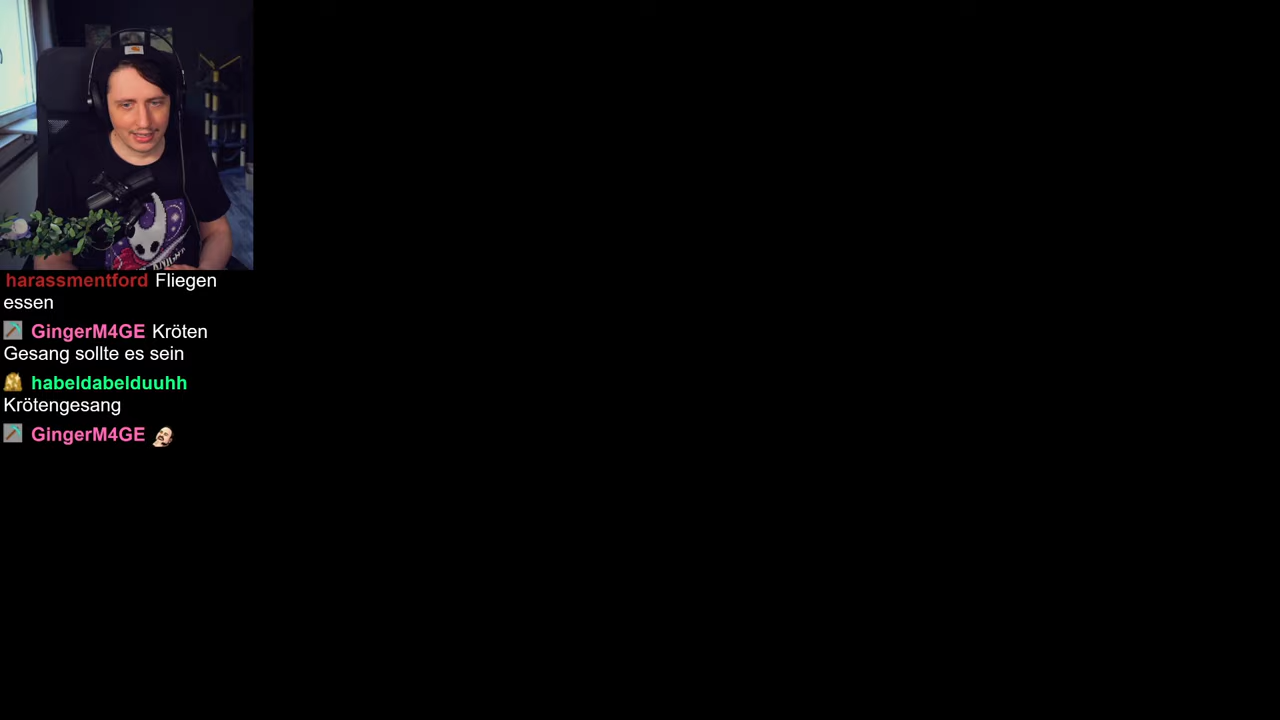 harassmentford Fliegen
essen
GingerM4GE Kröten
Gesang sollte es sein
habeldabelduuhh
Krötengesang
GingerM4GE